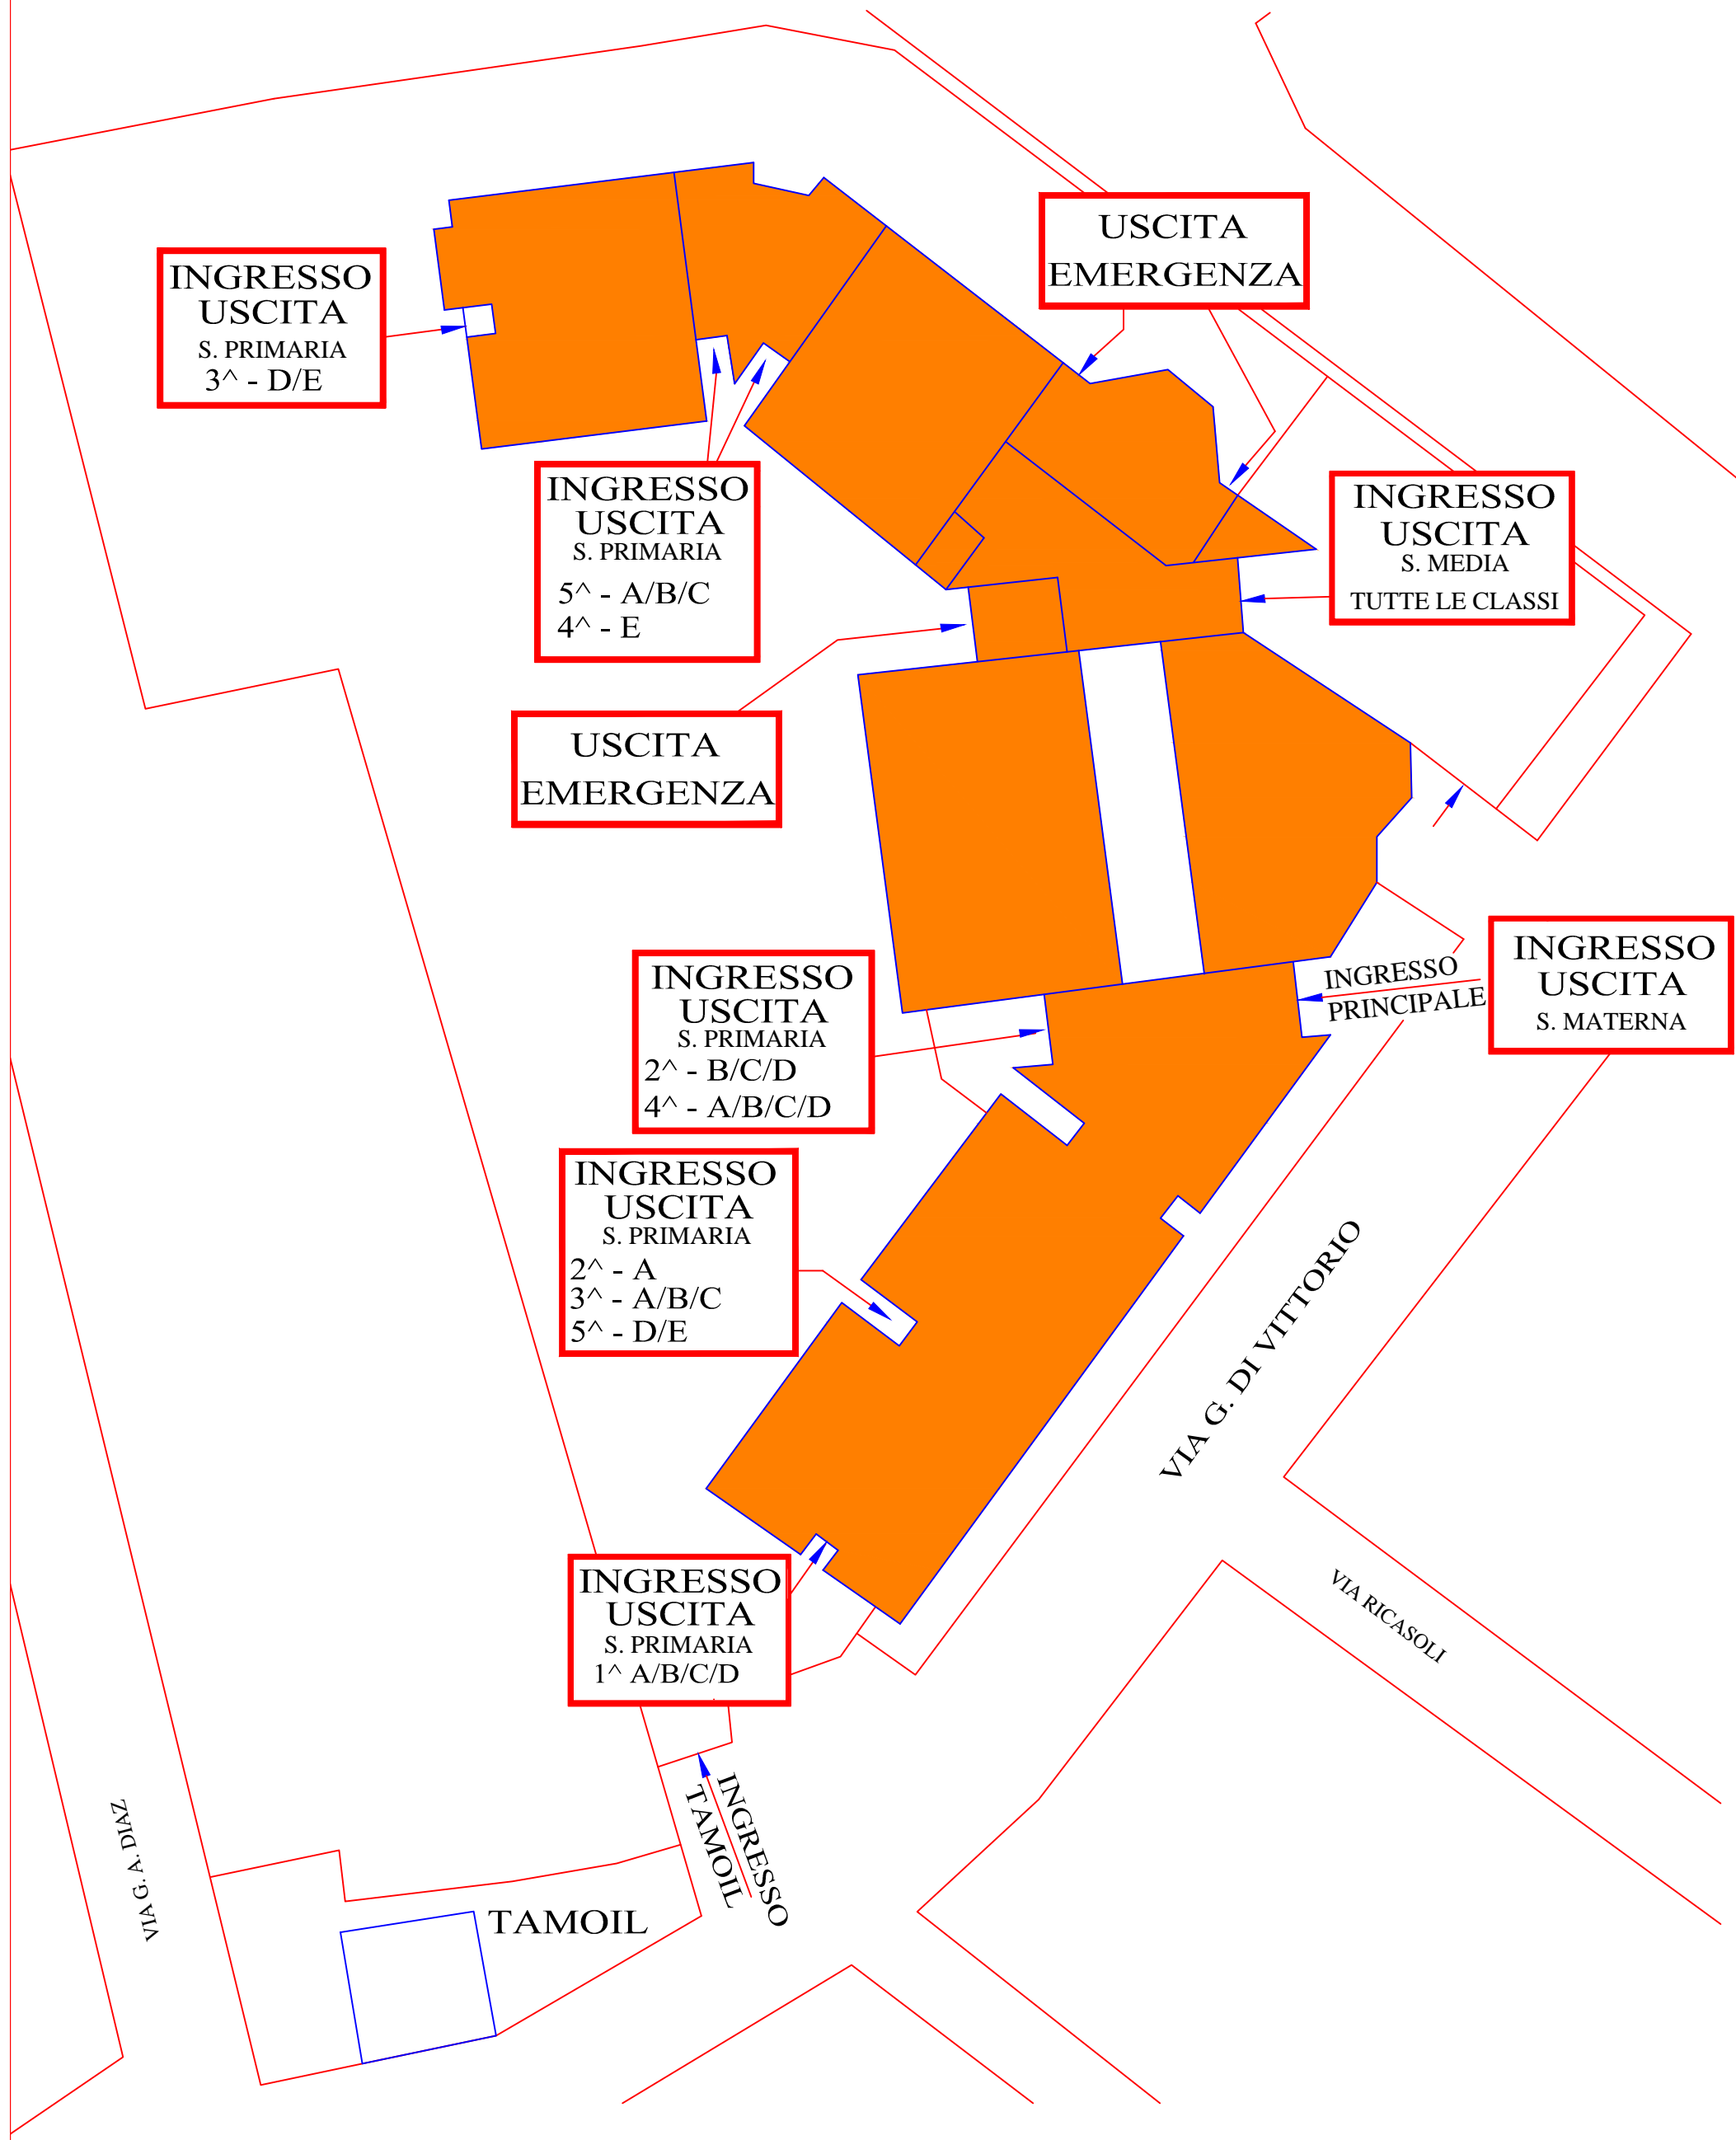 USCITA
EMERGENZA
INGRESSO
USCITA
S. PRIMARIA
3^ - D/E
INGRESSO
USCITA
S. PRIMARIA
5^ - A/B/C
4^ - E
INGRESSO
USCITA
S. MEDIA
TUTTE LE CLASSI
USCITA
EMERGENZA
INGRESSO
USCITA
S. MATERNA
INGRESSO
PRINCIPALE
INGRESSO
USCITA
S. PRIMARIA
2^ - B/C/D
4^ - A/B/C/D
INGRESSO
USCITA
S. PRIMARIA
2^ - A
3^ - A/B/C
5^ - D/E
VIA G. DI VITTORIO
INGRESSO
USCITA
S. PRIMARIA
1^ A/B/C/D
VIA RICASOLI
INGRESSO
TAMOIL
VIA G. A. DIAZ
TAMOIL